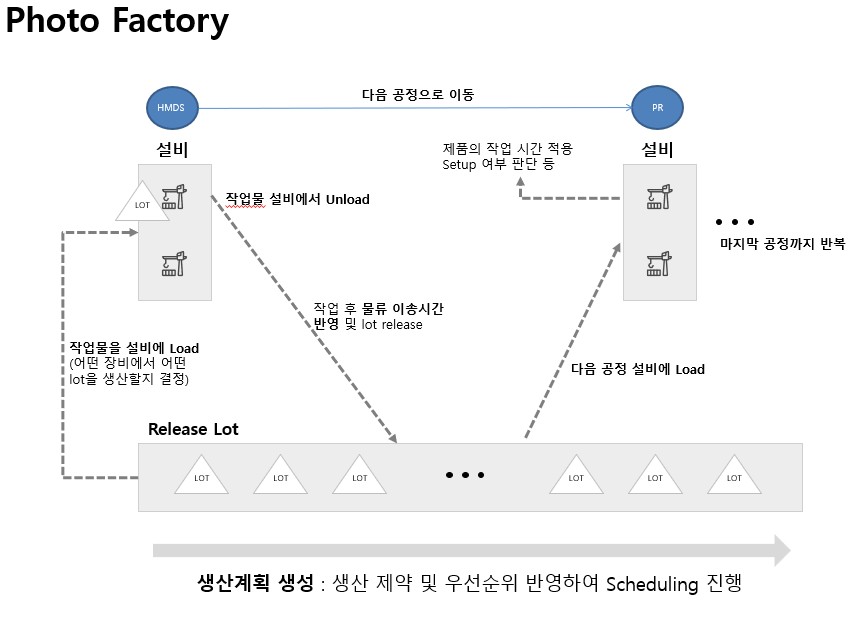 Photo Factory
다음 공정으로 이동
HMDS
PR
설비
제품의 작업 시간 적용
Setup 여부 판단 등
설비
LOT
작업물 설비에서 Unload
마지막 공정까지 반복
작업 후 물류 이송시간
반영 및 lot release
작업물을 설비에 Load
(어떤 장비에서 어떤
lot을 생산할지 결정)
다음 공정 설비에 Load
Release Lot
LOT LOT LOT LOT LOT LOT
생산계획 생성 : 생산 제약 및 우선순위 반영하여 Scheduling 진행